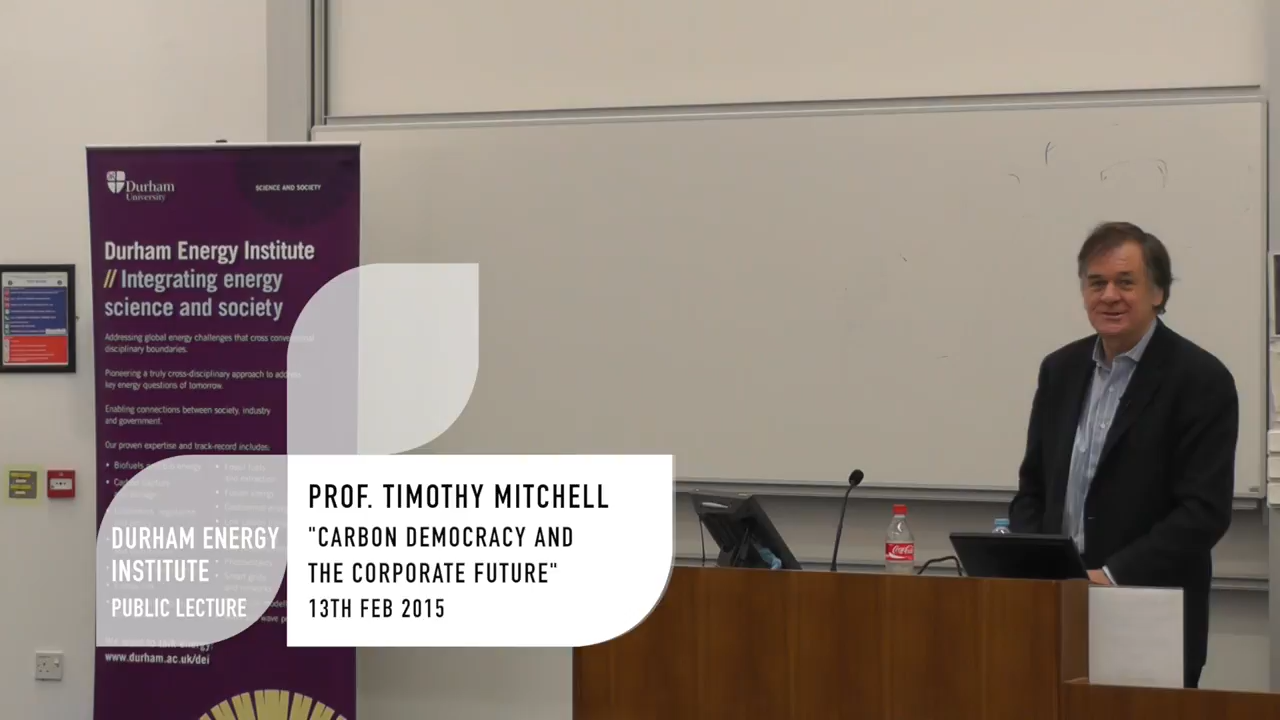 Durham
University
SCIENCE AND SOCIETY
Durham Energy Institute
// Integrating energy
science and society
Addressing global energy challenges that cross
disciplinary boundaries.
Pioneering a truly cross-disciplinary approach to address
key energy questions of tomorrow.
Enabling connections between society, industry
and government.
Our proven expertise and track-record includes:
DURHAM ENERGY
INSTITUTE
PUBLIC LECTURE
PROF. TIMOTHY MITCHELL
"CARBON DEMOCRACY AND
THE CORPORATE FUTURE"
13TH FEB 2015
www.durham.ac.uk/dei
Coca-Cola